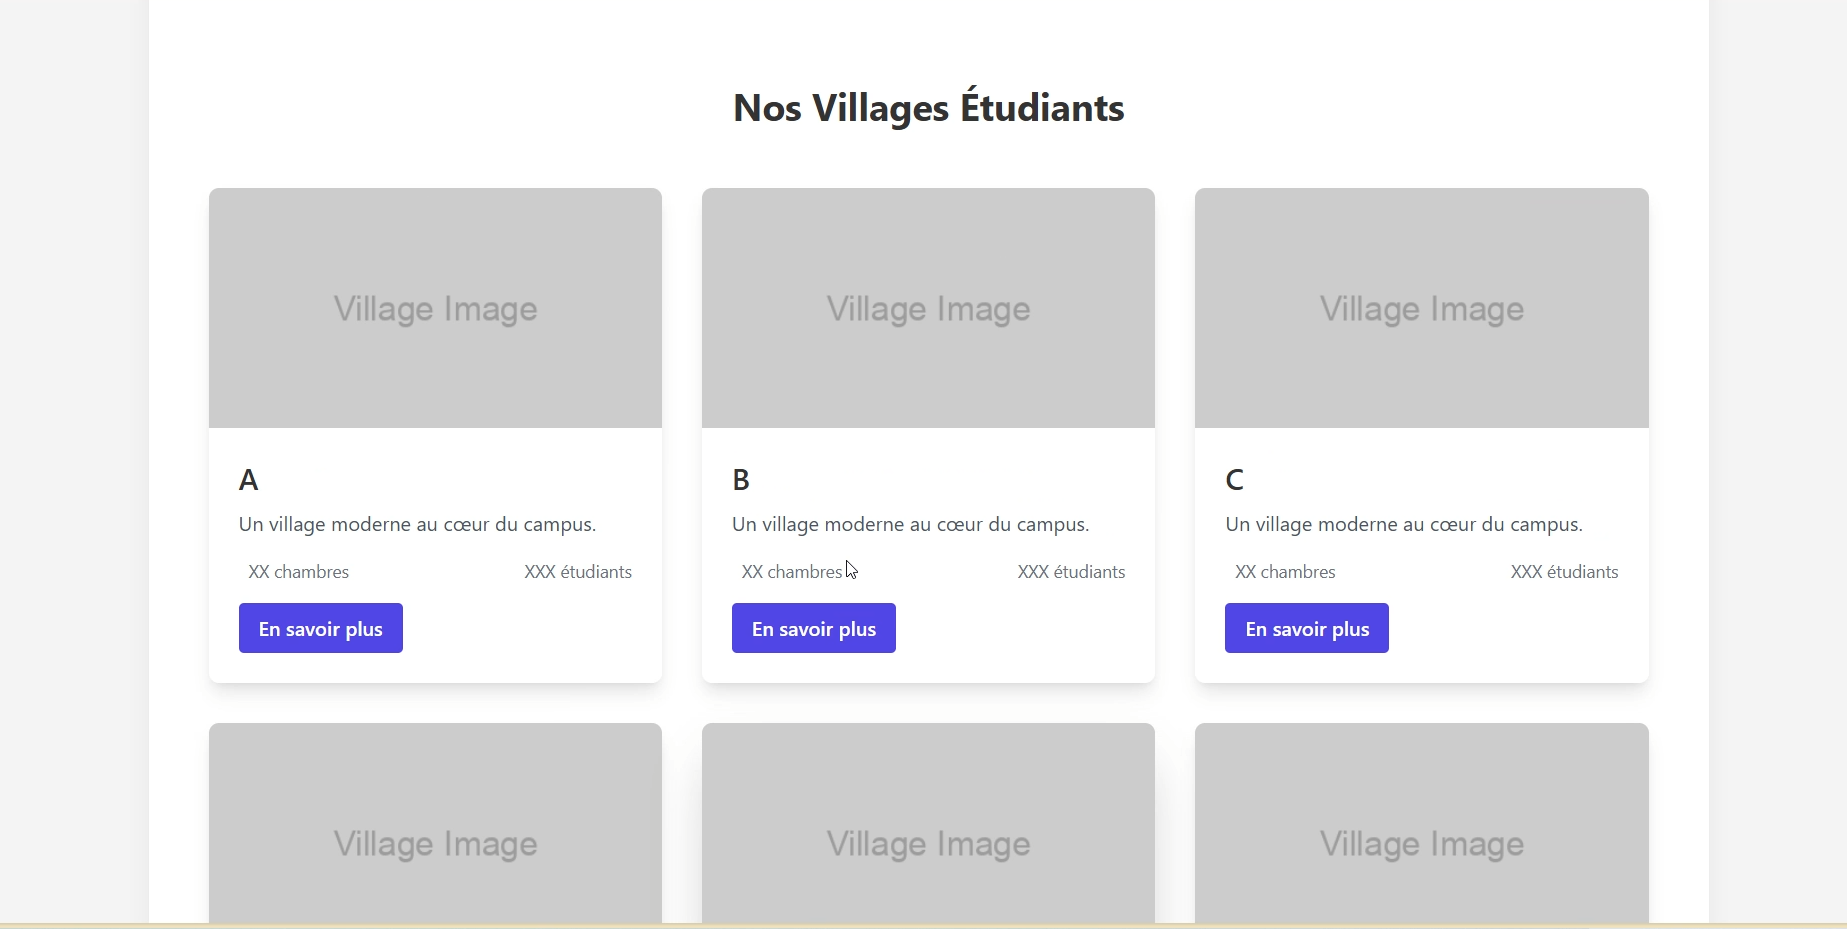 Nos Villages Étudiants
Village Image
Village Image
Village Image
A
B
C
Un village moderne au cœur du campus.
Un village moderne au cœur du campus.
Un village moderne au cœur du campus.
XX chambres
XXX étudiants
XX chambres
XXX étudiants
XX chambres
XXX étudiants
En savoir plus
En savoir plus
En savoir plus
Village Image
Village Image
Village Image